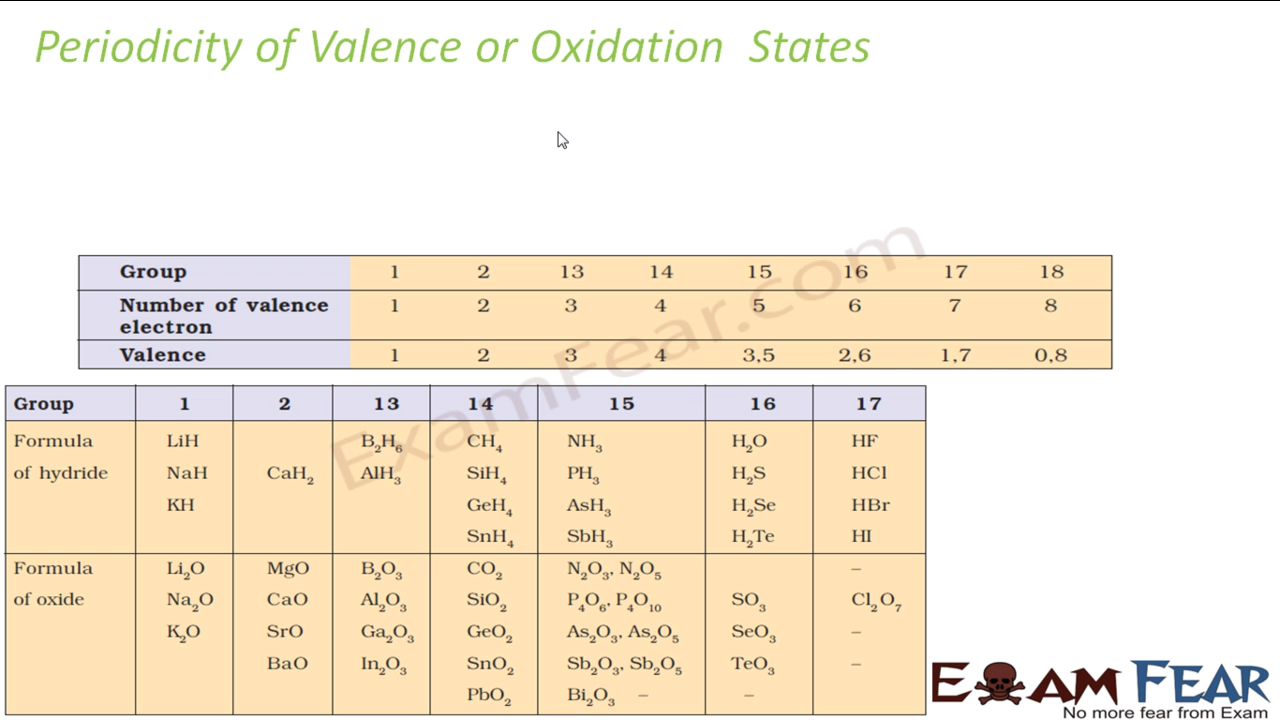 Periodicity of Valence or Oxidation States
Group 1 2 13 14 15 16 17 18
Number of valence electron 1 2 3 4 5 6 7 8
Valence 1 2 3 4 3,5 2,6 1,7 0,8
ExamFear.com
Group 1 2 13 14 15 16 17
Formula LiH B₂H₆ CH₄ NH₃ H₂O HF
of hydride NaH CaH₂ AlH₃ SiH₄ PH₃ H₂S HCl
KH GeH₄ AsH₃ H₂Se HBr
SnH₄ SbH₃ H₂Te HI
Formula Li₂O MgO B₂O₃ CO₂ N₂O₃, N₂O₅ –
of oxide Na₂O CaO Al₂O₃ SiO₂ P₄O₆, P₄O₁₀ SO₃ Cl₂O₇
K₂O SrO Ga₂O₃ GeO₂ As₂O₃, As₂O₅ SeO₃ –
BaO In₂O₃ SnO₂ Sb₂O₃, Sb₂O₅ TeO₃ –
PbO₂ Bi₂O₃ – –
EXAM FEAR
No more fear from Exam